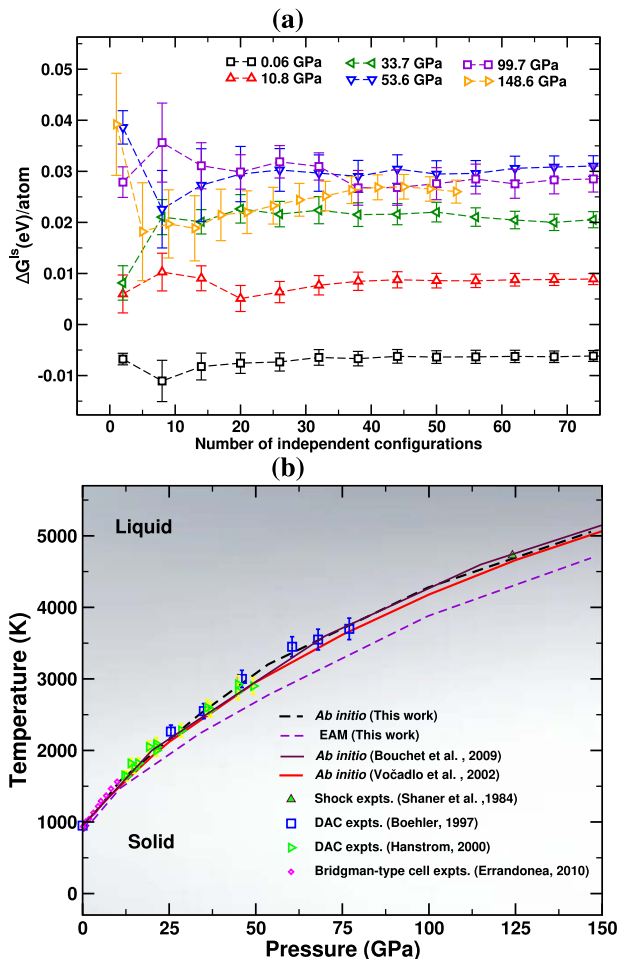 (a)
0.06 GPa 33.7 GPa 99.7 GPa
10.8 GPa 53.6 GPa 148.6 GPa
0.05
0.04
0.03
0.02
0.01
0
-0.01
ΔG^ls(eV)/atom
0 10 20 30 40 50 60 70
Number of independent configurations
(b)
Liquid
5000
4000
3000
2000
1000
0
Temperature (K)
Ab initio (This work)
EAM (This work)
Ab initio (Bouchet et al. , 2009)
Ab initio (Vočadlo et al. , 2002)
Shock expts. (Shaner et al. ,1984)
DAC expts. (Boehler, 1997)
DAC expts. (Hanstrom, 2000)
Bridgman-type cell expts. (Errandonea, 2010)
Solid
0 25 50 75 100 125 150
Pressure (GPa)